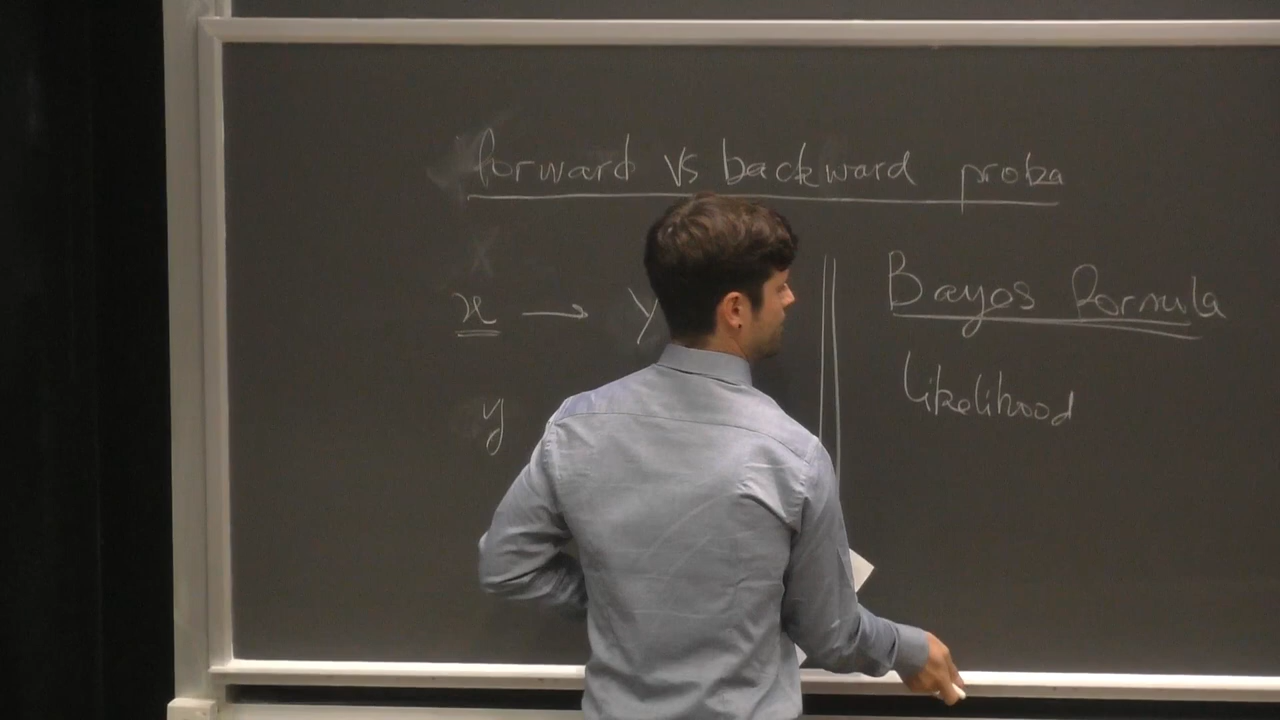 forward vs backward proba
x → y
y
Bayes formula
likelihood